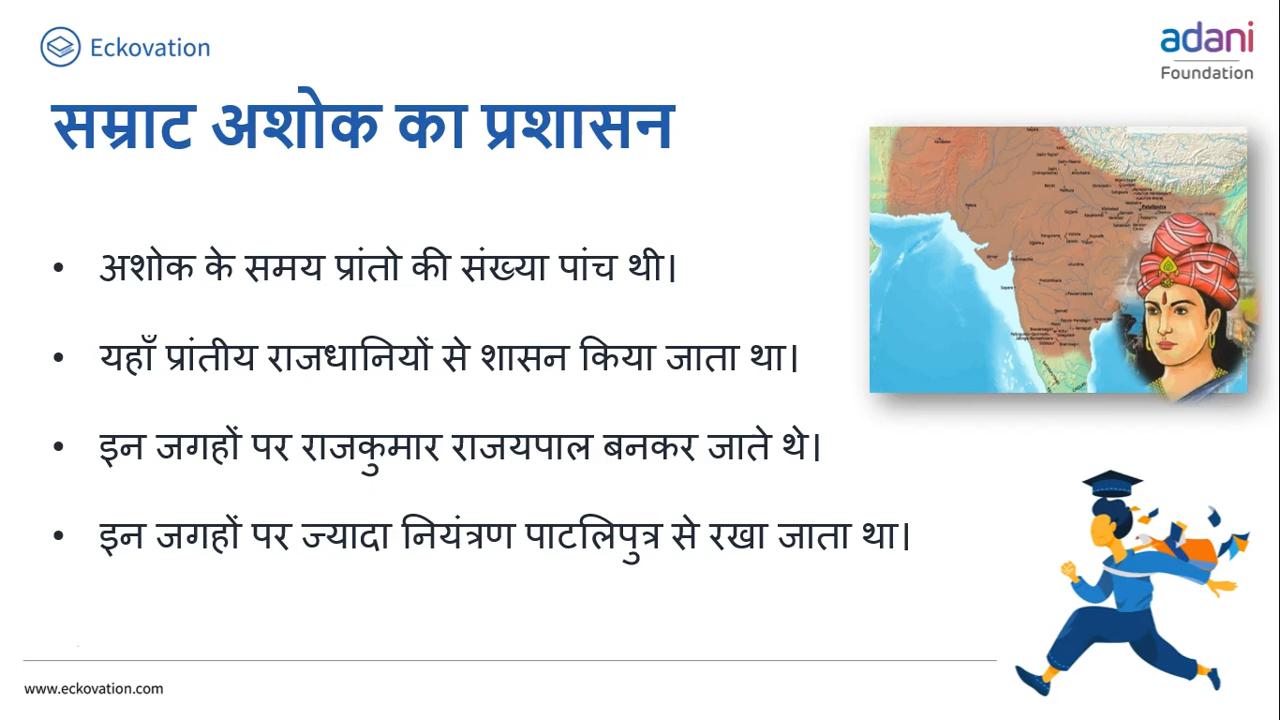 Eckovation
adani
Foundation
सम्राट अशोक का प्रशासन
• अशोक के समय प्रांतो की संख्या पांच थी।
• यहाँ प्रांतीय राजधानियों से शासन किया जाता था।
• इन जगहों पर राजकुमार राजयपाल बनकर जाते थे।
• इन जगहों पर ज्यादा नियंत्रण पाटलिपुत्र से रखा जाता था।
www.eckovation.com